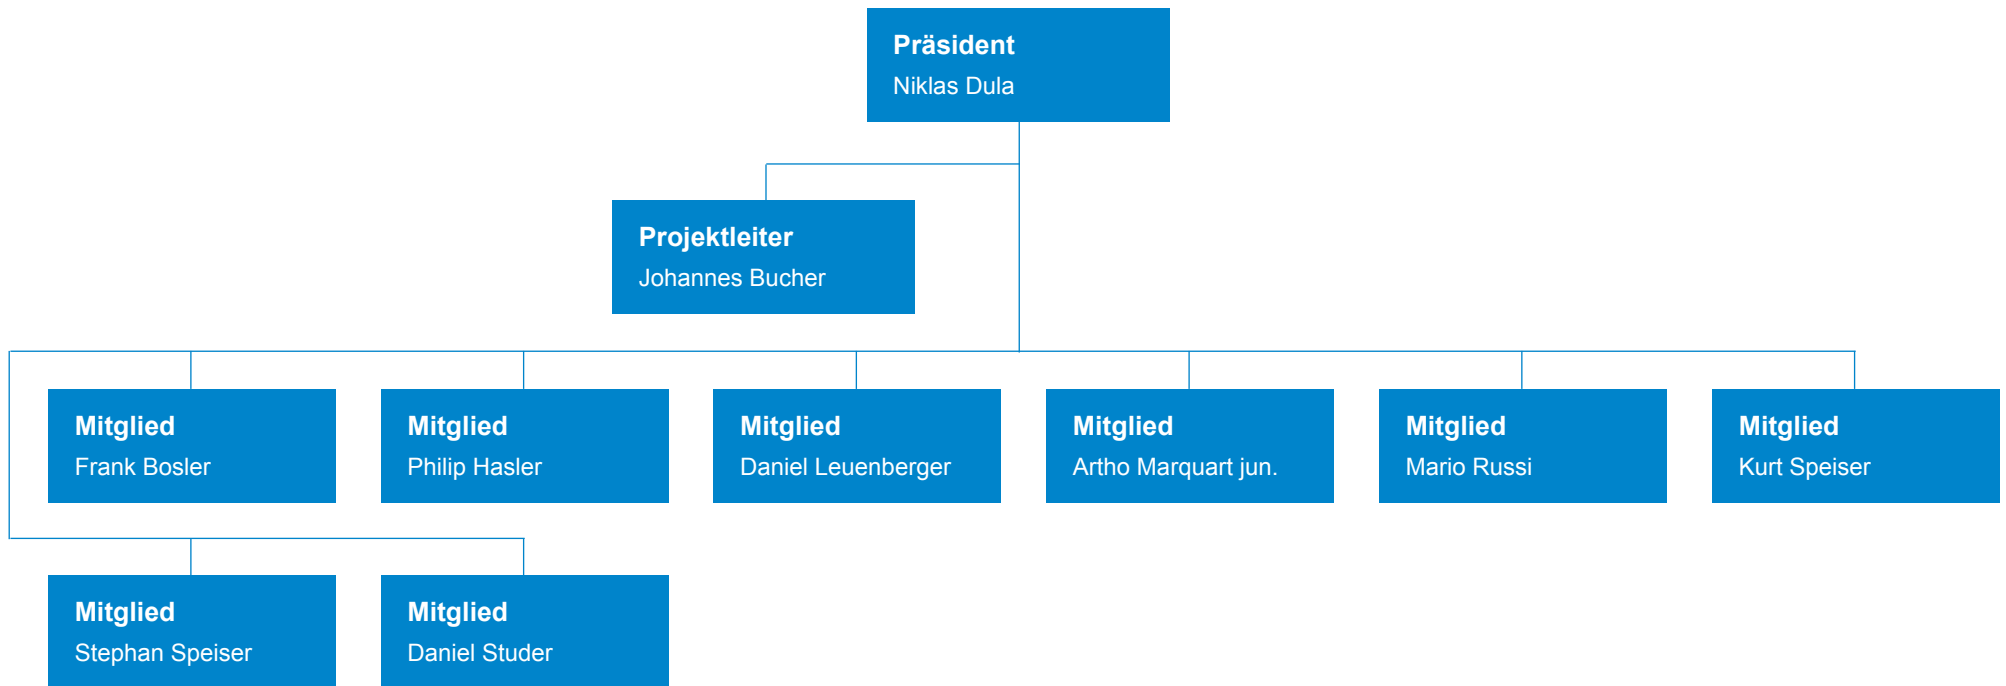 Präsident
Niklas Dula
Projektleiter
Johannes Bucher
Mitglied
Frank Bosler
Mitglied
Philip Hasler
Mitglied
Daniel Leuenberger
Mitglied
Artho Marquart jun.
Mitglied
Mario Russi
Mitglied
Kurt Speiser
Mitglied
Stephan Speiser
Mitglied
Daniel Studer